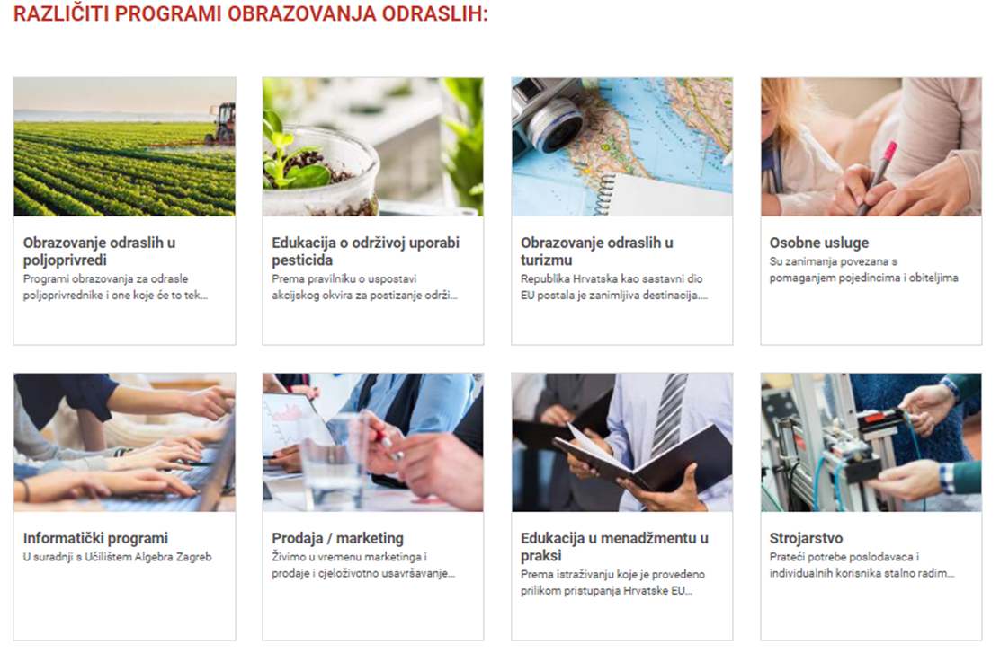 RAZLIČITI PROGRAMI OBRAZOVANJA ODRASLIH:
Obrazovanje odraslih u
poljoprivredi
Programi obrazovanja za odrasle
poljoprivrednike i one koje će to tek...
Edukacija o održivoj uporabi
pesticida
Prema pravilniku o uspostavi
akcijskog okvira za postizanje održi...
Obrazovanje odraslih u
turizmu
Republika Hrvatska kao sastavni dio
EU postala je zanimljiva destinacija....
Osobne usluge
Su zanimanja povezana s
pomaganjem pojedincima i obiteljima
Informatički programi
U suradnji s Učilištem Algebra Zagreb
Prodaja / marketing
Živimo u vremenu marketinga i
prodaje i cjeloživotno usavršavanje...
Edukacija u menadžmentu u
praksi
Prema istraživanju koje je provedeno
prilikom pristupanja Hrvatske EU...
Strojarstvo
Prateći potrebe poslodavaca i
individualnih korisnika stalno radim...